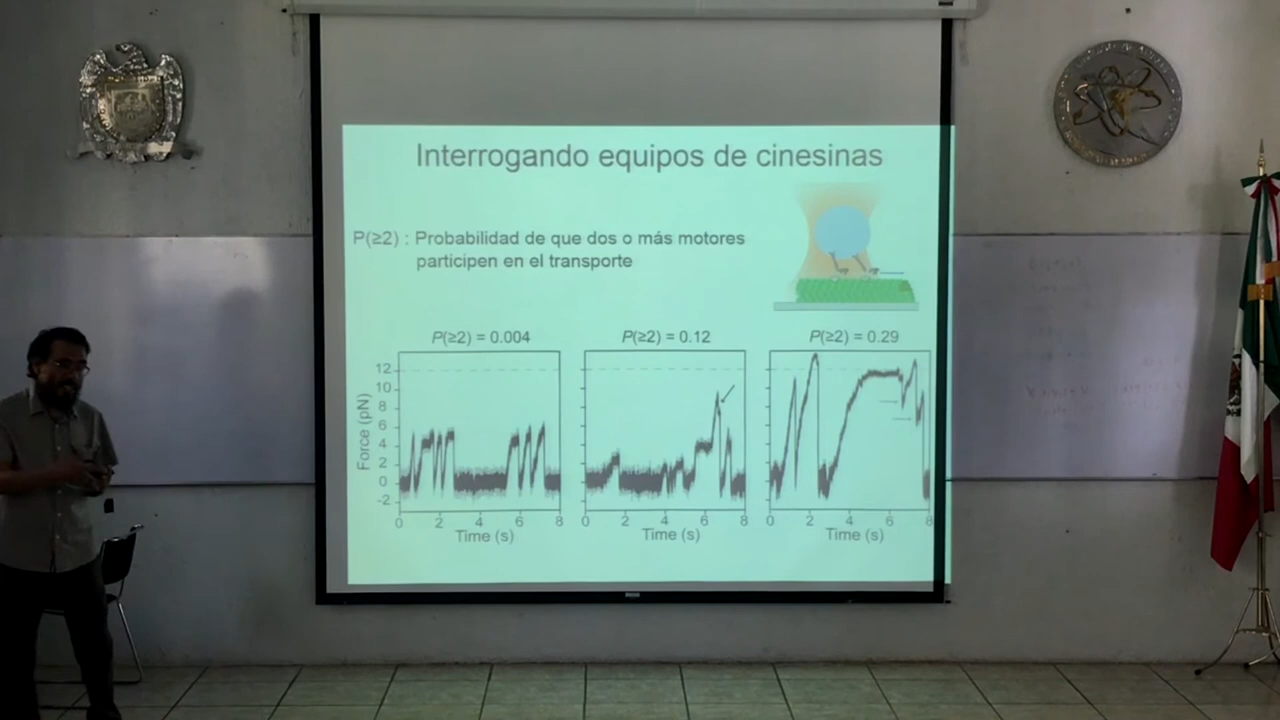 Interrogando equipos de cinesinas
P(≥2) : Probabilidad de que dos o más motores
participen en el transporte
P(≥2) = 0.004
P(≥2) = 0.12
P(≥2) = 0.29
Force (pN)
12
10
8
6
4
2
0
-2
0 2 4 6 8
0 2 4 6 8
0 2 4 6 8
Time (s)
Time (s)
Time (s)